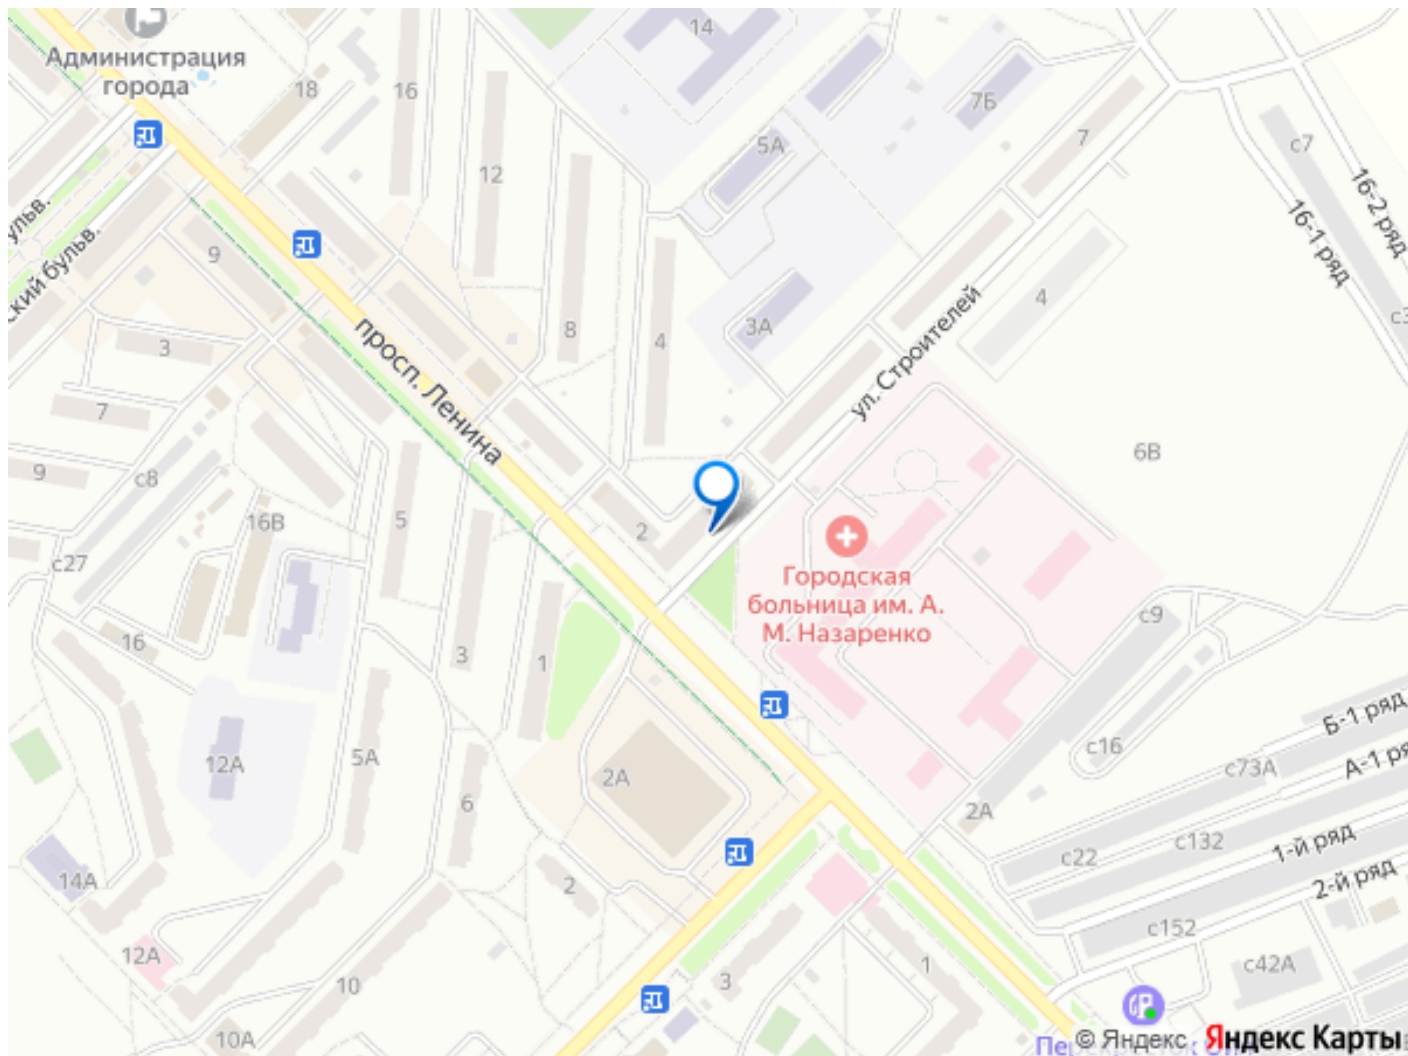 Администрация
города
14
18
16
7Б
7
с7
5А
12
16-2 ряд
16-1 ряд
ульв.
ский бульв.
9
4
3А
8
4
3
просп. Ленина
ул. Строителей
7
9
с8
6В
5
16В
2
с27
Городская
больница им. А.
М. Назаренко
с9
16
3
1
Б-1 ряд
с16
А-1 ря
12А
5А
с73А
2А
6
2А
с132
1-й ряд
с22
2-й ряд
14А
2
с152
12А
3
1
с42А
10
10А
© Яндекс Яндекс Карты